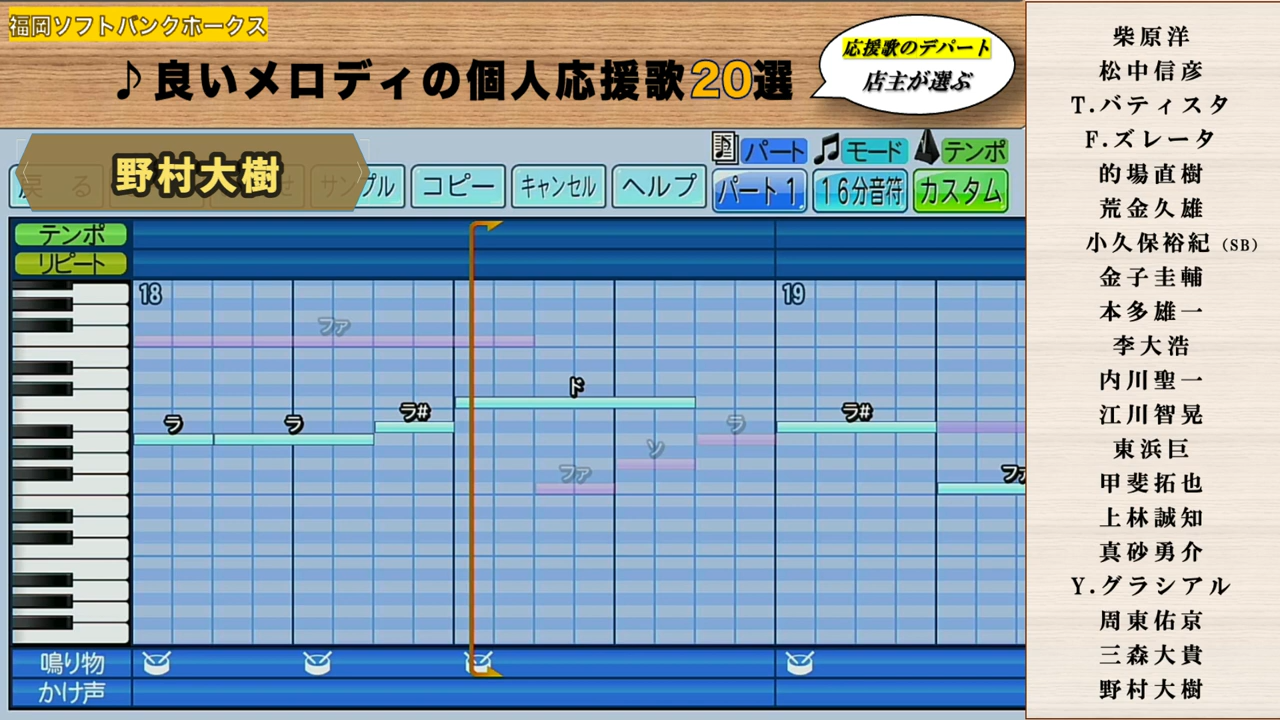 福岡ソフトバンクホークス
♪良いメロディの個人応援歌20選
応援歌のデパート
店主が選ぶ
野村大樹
戻る
サンプル
コピー
キャンセル
ヘルプ
パート
モード
テンポ
パート1
16分音符
カスタム
テンポ
リピート
18
19
ファ
ド
ラ
ラ
ラ#
ラ
ラ#
ソ
ファ
ファ
鳴り物
かけ声
柴原洋
松中信彦
T.バティスタ
F.ズレータ
的場直樹
荒金久雄
小久保裕紀（SB）
金子圭輔
本多雄一
李大浩
内川聖一
江川智晃
東浜巨
甲斐拓也
上林誠知
真砂勇介
Y.グラシアル
周東佑京
三森大貴
野村大樹